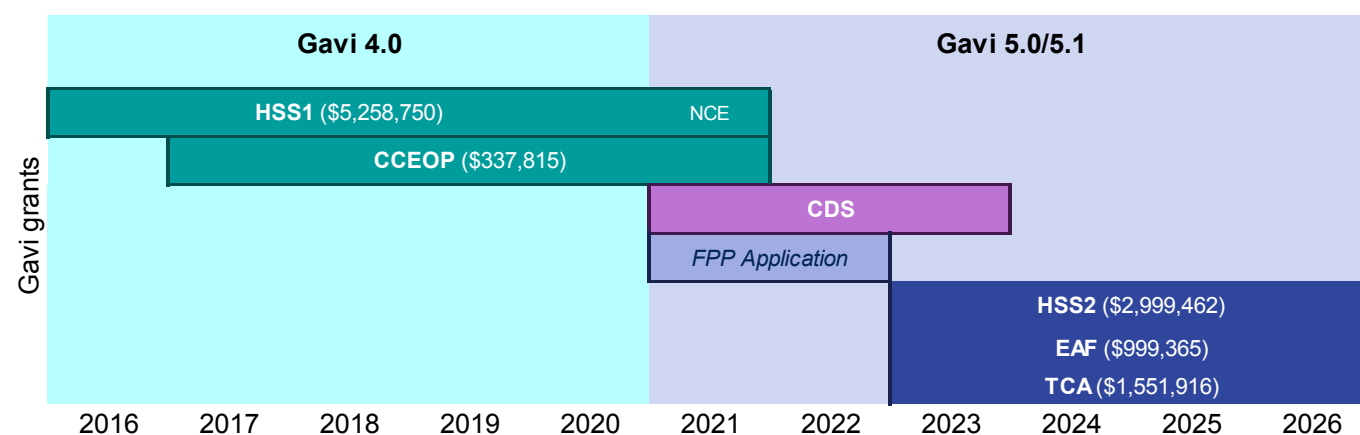 Gavi 4.0
Gavi 5.0/5.1
HSS1 ($5,258,750)
NCE
CCEOP ($337,815)
CDS
FPP Application
HSS2 ($2,999,462)
EAF ($999,365)
TCA ($1,551,916)
Gavi grants
2016 2017 2018 2019 2020 2021 2022 2023 2024 2025 2026